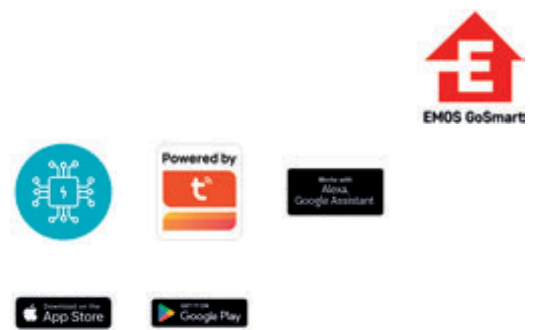 E
EMOS GoSmart
Powered by
t
Works with
Alexa,
Google Assistant
Download on the
App Store
GET IT ON
Google Play